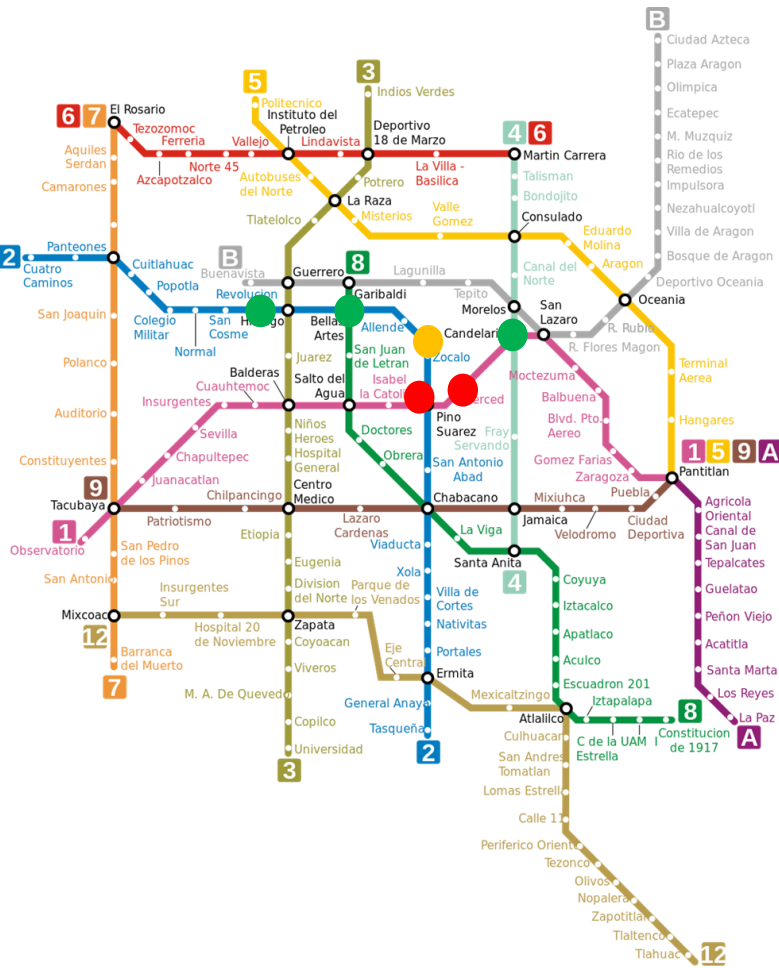 B
Ciudad Azteca
Plaza Aragon
Olimpica
Ecatepec
M. Muzquiz
Rio de los
Remedios
Impulsora
Nezahualcoyotl
Villa de Aragon
Bosque de Aragon
Deportivo Oceania
Oceania
R. Flores Magon
San
Lazaro
Morelos
Tepito
Lagunilla
Garibaldi
Guerrero
Buenavista
B
3
Indios Verdes
Deportivo
18 de Marzo
Potrero
La Raza
Tlatelolco
5
Politecnico
Instituto del
Petroleo
Autobuses
del Norte
Misterios
Valle
Gomez
Consulado
Eduardo
Molina
Aragon
Terminal
Aerea
Hangares
6 7
El Rosario
Tezozomoc
Azcapotzalco
Ferreria
Norte 45
Vallejo
Lindavista
La Villa -
Basilica
4 6
Martin Carrera
Talisman
Bondojito
Canal del
Norte
Aquiles
Serdan
Camarones
2
Cuatro
Caminos
Panteones
Cuitlahuac
Popotla
Colegio
Militar
Normal
San
Cosme
Revolucion
8
Allende
Zocalo
San Juan
de Letran
Juarez
Balderas
Salto del
Agua
Isabel
Pino
Suarez
Cuauhtemoc
Insurgentes
Sevilla
Chapultepec
Juanacatlan
Moctezuma
Balbuena
Blvd. Pto.
Aereo
Gomez Farias
Zaragoza
1 5 9 A
Pantitlan
San Joaquin
Polanco
Auditorio
Constituyentes
9
Tacubaya
1
Observatorio
Patriotismo
Chilpancingo
Centro
Medico
Niños
Heroes
Hospital
General
Doctores
Obrera
Lazaro
Cardenas
Chabacano
San Antonio
Abad
Fray
Servando
Jamaica
Mixiuhca
Velodromo
Ciudad
Deportiva
Puebla
Agricola
Oriental
Canal de
San Juan
Tepalcates
Guelatao
Peñon Viejo
Acatitla
Santa Marta
Los Reyes
La Paz
A
La Viga
Santa Anita
4
Coyuya
Iztacalco
Apatlaco
Aculco
Escuadron 201
Iztapalapa
8
Atlalilco
C de la
Estrella
UAM I
Constitucion
de 1917
San Pedro
de los Pinos
San Antonio
Mixcoac
12
Barranca
del Muerto
7
Insurgentes
Sur
Hospital 20
de Noviembre
Zapata
Parque de
los Venados
Eje
Central
Ermita
Mexicaltzingo
Etiopia
Eugenia
Division
del Norte
Coyoacan
Viveros
M. A. De Quevedo
Copilco
Universidad
3
Viaducta
Xola
Villa de
Cortes
Nativitas
Portales
General Anaya
Tasqueña
2
Culhuacan
San Andres
Tomatlan
Lomas Estrella
Calle 11
Periferico Oriente
Tezonco
Olivos
Nopalera
Zapotitlan
Tlaltenco
Tlahuac
12